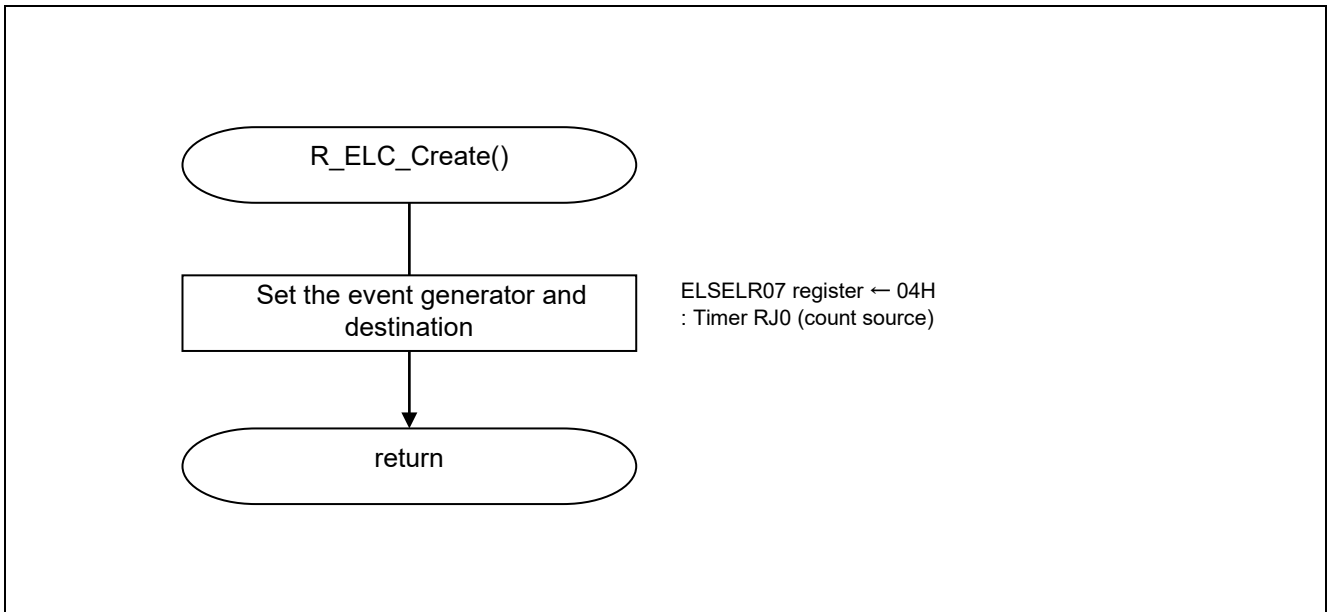 R_ELC_Create()
Set the event generator and
destination
ELSELR07 register ← 04H
: Timer RJ0 (count source)
return